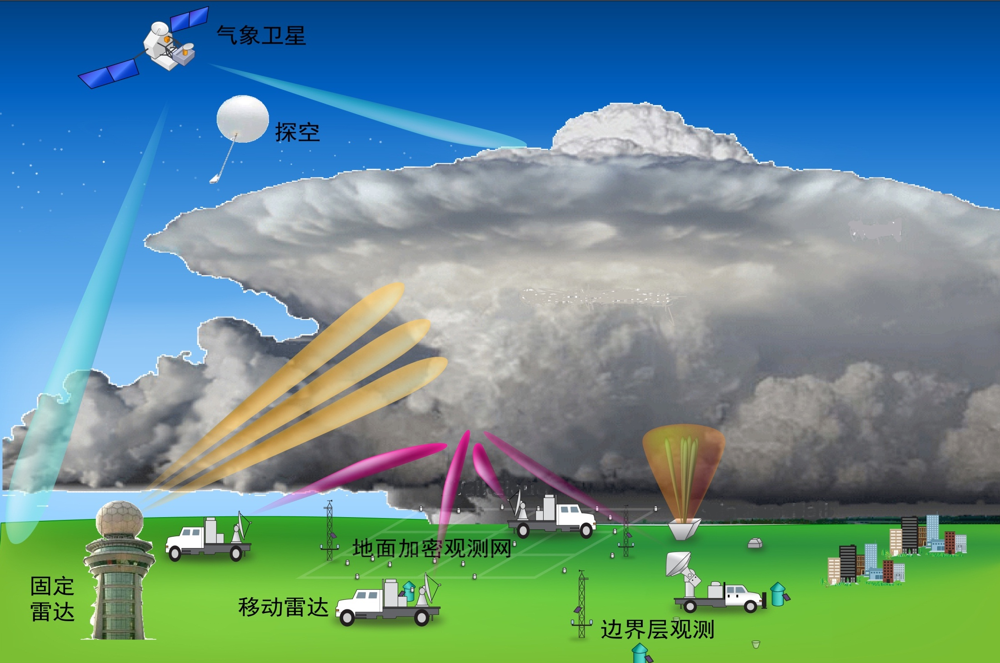 气象卫星
探空
地面加密观测网
固定
雷达
移动雷达
边界层观测